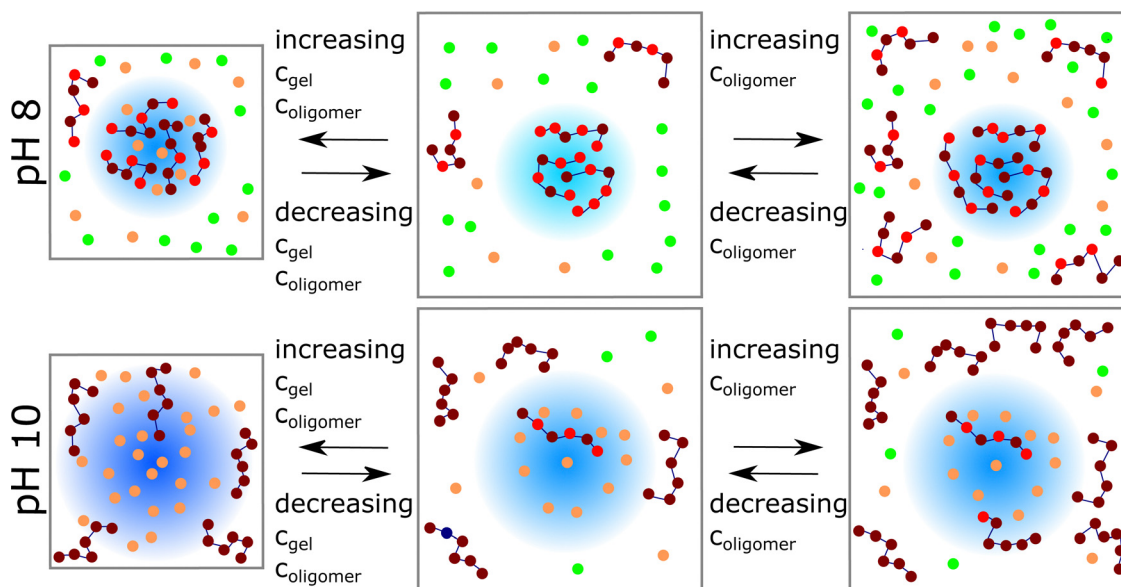 pH 8
increasing
c_gel
c_oligomer
decreasing
c_gel
c_oligomer
increasing
c_oligomer
decreasing
c_oligomer
pH 10
increasing
c_gel
c_oligomer
decreasing
c_gel
c_oligomer
increasing
c_oligomer
decreasing
c_oligomer